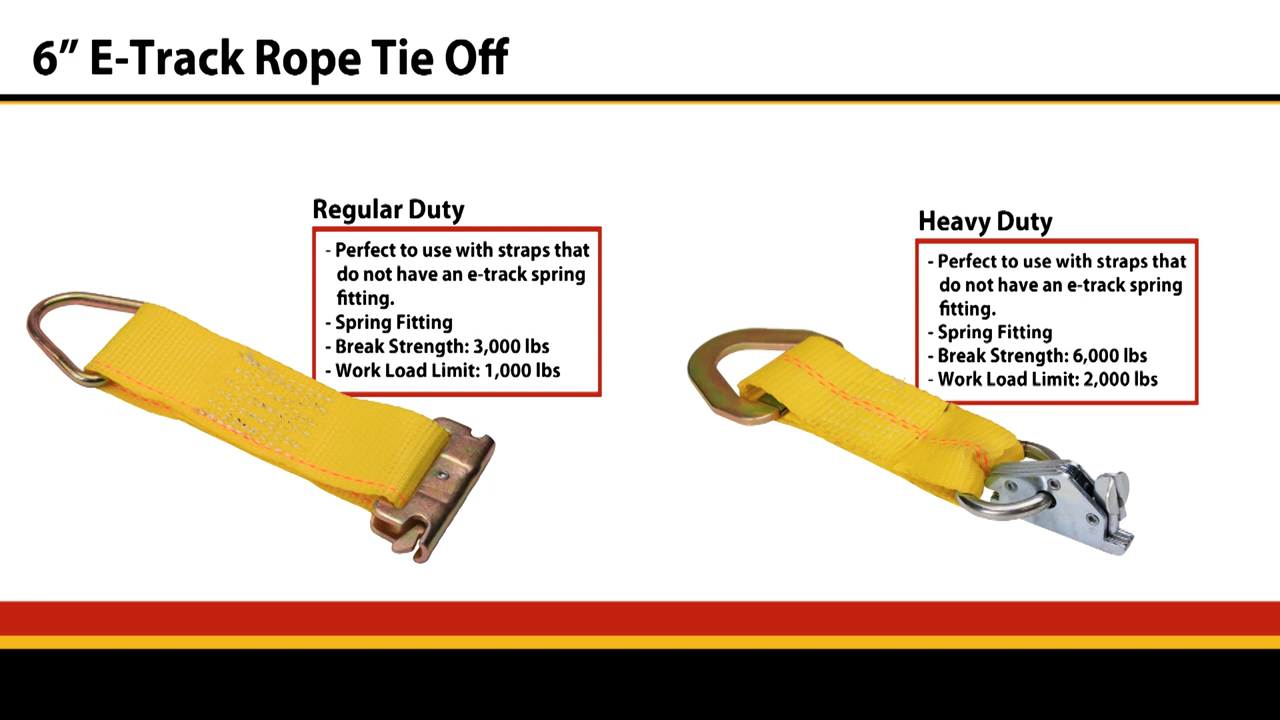 6” E-Track Rope Tie Off
Regular Duty
- Perfect to use with straps that
do not have an e-track spring
fitting.
- Spring Fitting
- Break Strength: 3,000 lbs
- Work Load Limit: 1,000 lbs
Heavy Duty
- Perfect to use with straps that
do not have an e-track spring
fitting.
- Spring Fitting
- Break Strength: 6,000 lbs
- Work Load Limit: 2,000 lbs